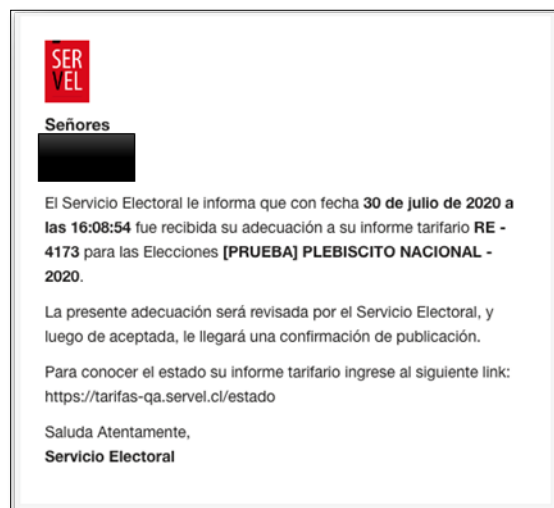 SER
VEL
Señores
El Servicio Electoral le informa que con fecha 30 de julio de 2020 a
las 16:08:54 fue recibida su adecuación a su informe tarifario RE -
4173 para las Elecciones [PRUEBA] PLEBISCITO NACIONAL -
2020.
La presente adecuación será revisada por el Servicio Electoral, y
luego de aceptada, le llegará una confirmación de publicación.
Para conocer el estado su informe tarifario ingrese al siguiente link:
https://tarifas-qa.servel.cl/estado
Saluda Atentamente,
Servicio Electoral